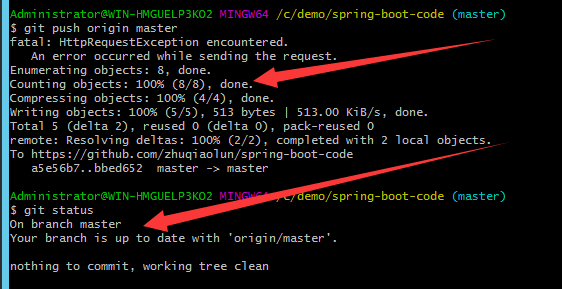 Administrator@WIN-HMGUELP3KO2 MINGW64 /c/demo/spring-boot-code (master)
$ git push origin master
fatal: HttpRequestException encountered.
   An error occurred while sending the request.
Enumerating objects: 8, done.
Counting objects: 100% (8/8), done.
Compressing objects: 100% (4/4), done.
Writing objects: 100% (5/5), 513 bytes | 513.00 KiB/s, done.
Total 5 (delta 2), reused 0 (delta 0), pack-reused 0
remote: Resolving deltas: 100% (2/2), completed with 2 local objects.
To https://github.com/zhuqiaolun/spring-boot-code
   a5e56b7..bbed652  master -> master

Administrator@WIN-HMGUELP3KO2 MINGW64 /c/demo/spring-boot-code (master)
$ git status
On branch master
Your branch is up to date with 'origin/master'.

nothing to commit, working tree clean